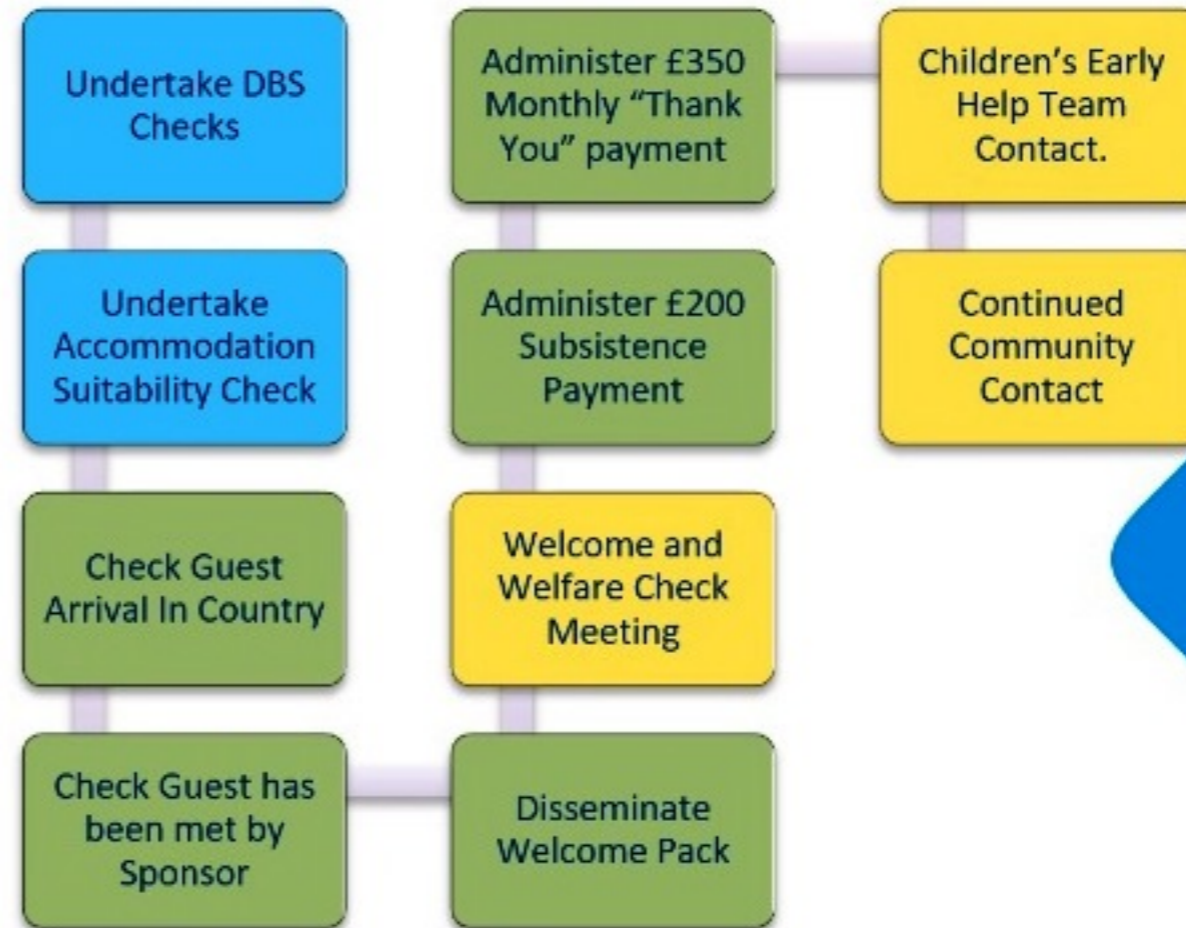 Undertake DBS
Checks
Undertake
Accommodation
Suitability Check
Check Guest
Arrival In Country
Check Guest has
been met by
Sponsor
Disseminate
Welcome Pack
Welcome and
Welfare Check
Meeting
Administer £200
Subsistence
Payment
Administer £350
Monthly “Thank
You” payment
Children’s Early
Help Team
Contact.
Continued
Community
Contact